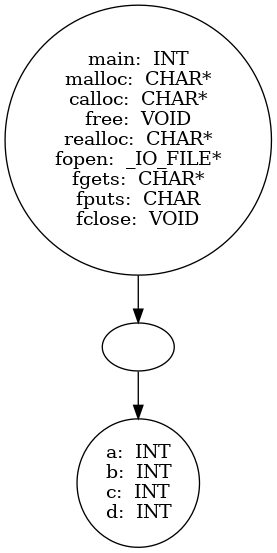 main: INT
malloc: CHAR*
calloc: CHAR*
free: VOID
realloc: CHAR*
fopen: _IO_FILE*
fgets: CHAR*
fputs: CHAR
fclose: VOID
a: INT
b: INT
c: INT
d: INT